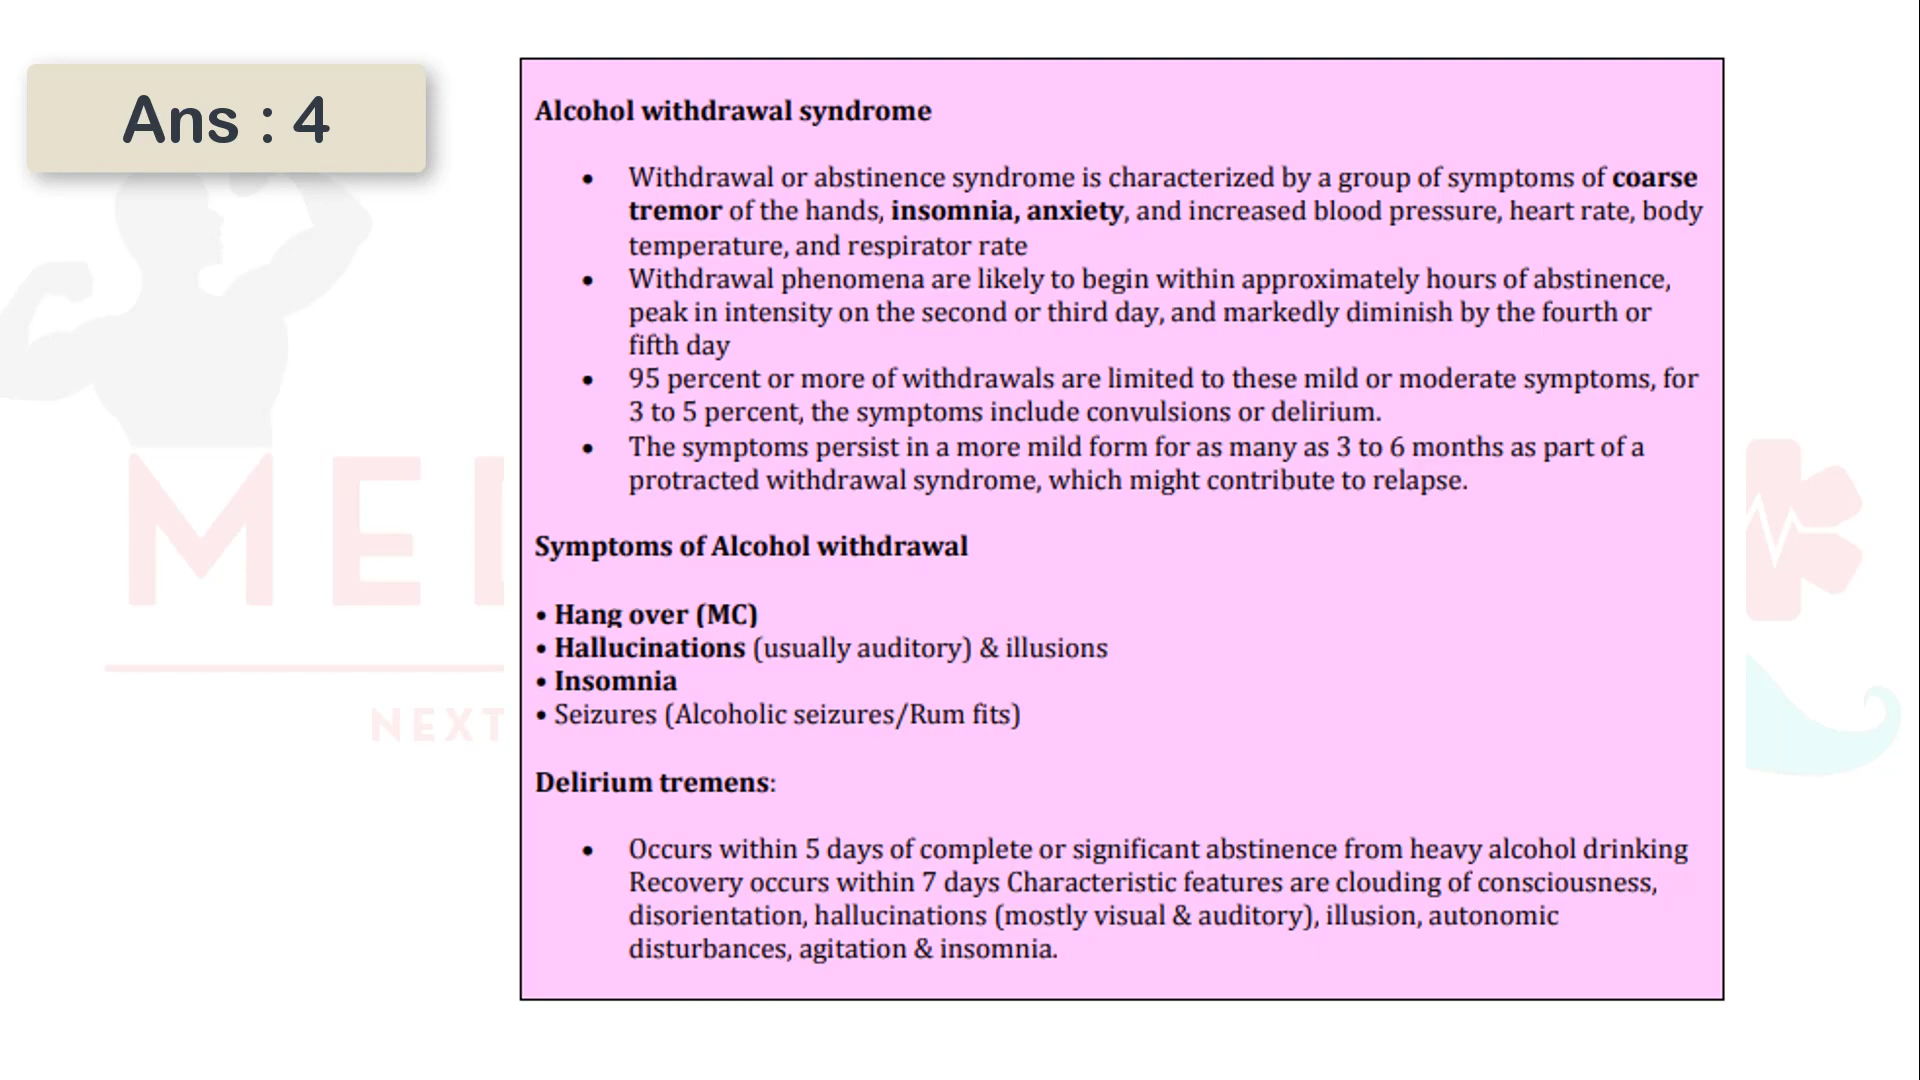 Ans : 4
Alcohol withdrawal syndrome
• Withdrawal or abstinence syndrome is characterized by a group of symptoms of coarse
tremor of the hands, insomnia, anxiety, and increased blood pressure, heart rate, body
temperature, and respirator rate
• Withdrawal phenomena are likely to begin within approximately hours of abstinence,
peak in intensity on the second or third day, and markedly diminish by the fourth or
fifth day
• 95 percent or more of withdrawals are limited to these mild or moderate symptoms, for
3 to 5 percent, the symptoms include convulsions or delirium.
• The symptoms persist in a more mild form for as many as 3 to 6 months as part of a
protracted withdrawal syndrome, which might contribute to relapse.
Symptoms of Alcohol withdrawal
• Hang over (MC)
• Hallucinations (usually auditory) & illusions
• Insomnia
• Seizures (Alcoholic seizures/Rum fits)
Delirium tremens:
• Occurs within 5 days of complete or significant abstinence from heavy alcohol drinking
Recovery occurs within 7 days Characteristic features are clouding of consciousness,
disorientation, hallucinations (mostly visual & auditory), illusion, autonomic
disturbances, agitation & insomnia.
NEXT